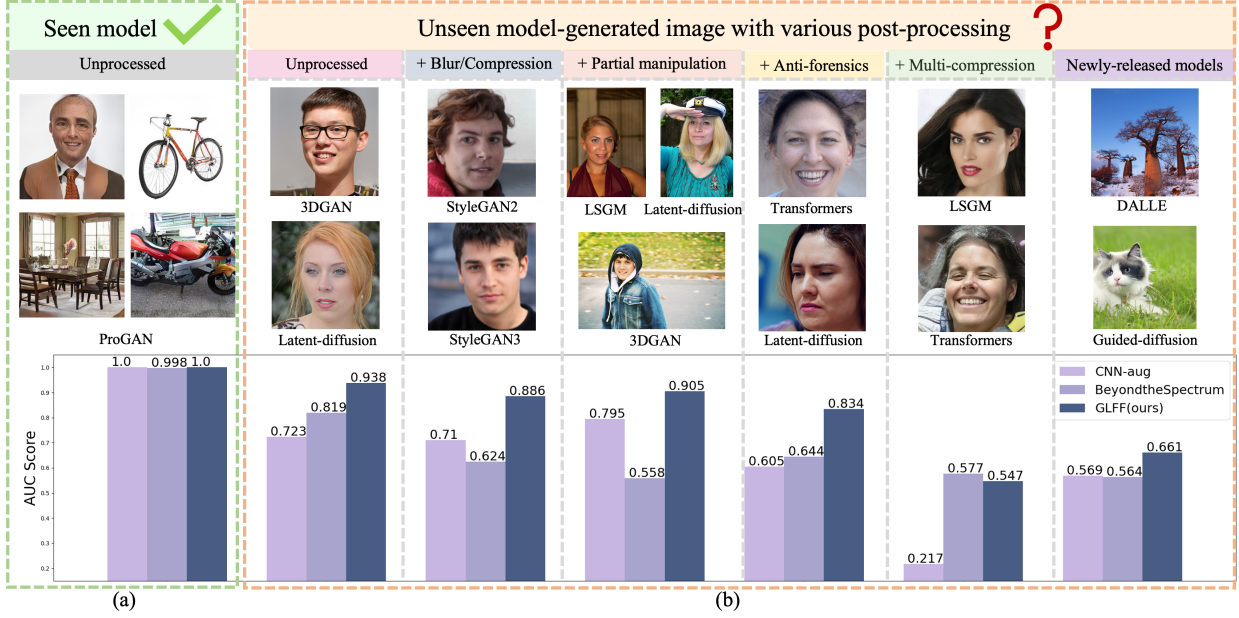 Seen model
Unseen model-generated image with various post-processing ?
Unprocessed
Unprocessed
+ Blur/Compression
+ Partial manipulation
+ Anti-forensics
+ Multi-compression
Newly-released models
3DGAN
StyleGAN2
LSGM
Latent-diffusion
Transformers
LSGM
DALLE
ProGAN
Latent-diffusion
StyleGAN3
3DGAN
Latent-diffusion
Transformers
Guided-diffusion
AUC Score
1.0
0.9
0.8
0.7
0.6
0.5
0.4
0.3
0.2
1.0
0.998
1.0
0.723
0.819
0.938
0.71
0.624
0.886
0.795
0.558
0.905
0.605
0.644
0.834
0.217
0.577
0.547
0.569
0.564
0.661
CNN-aug
BeyondtheSpectrum
GLFF(ours)
(a)
(b)